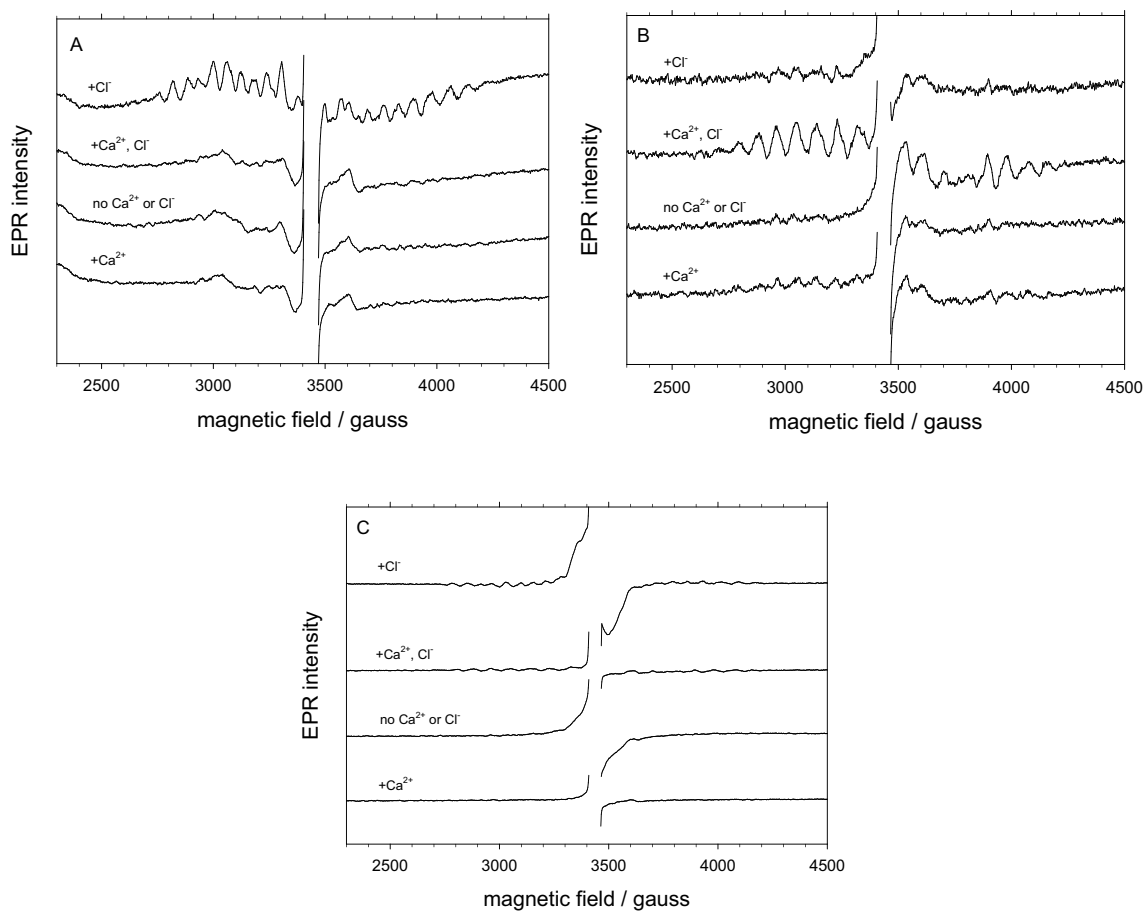 A
+Cl⁻
+Ca²⁺, Cl⁻
no Ca²⁺ or Cl⁻
+Ca²⁺
EPR intensity
2500 3000 3500 4000 4500
magnetic field / gauss
B
+Cl⁻
+Ca²⁺, Cl⁻
no Ca²⁺ or Cl⁻
+Ca²⁺
EPR intensity
2500 3000 3500 4000 4500
magnetic field / gauss
C
+Cl⁻
+Ca²⁺, Cl⁻
no Ca²⁺ or Cl⁻
+Ca²⁺
EPR intensity
2500 3000 3500 4000 4500
magnetic field / gauss